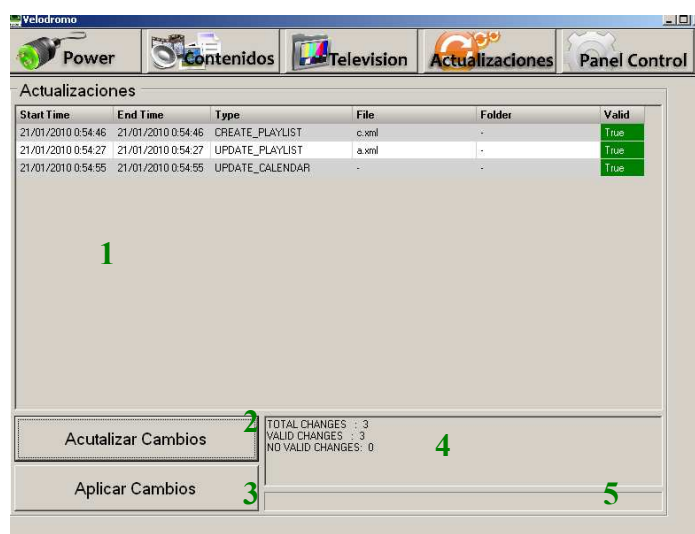 Velodromo
Power Contenidos Television Actualizaciones Panel Control
Actualizaciones
Start Time End Time Type File Folder Valid
21/01/2010 0:54:46 21/01/2010 0:54:46 CREATE_PLAYLIST c.xml - True
21/01/2010 0:54:27 21/01/2010 0:54:27 UPDATE_PLAYLIST a.xml - True
21/01/2010 0:54:55 21/01/2010 0:54:55 UPDATE_CALENDAR - - True
1
Acutalizar Cambios 2
TOTAL CHANGES : 3
VALID CHANGES : 3
NO VALID CHANGES: 0
4
Aplicar Cambios 3
5